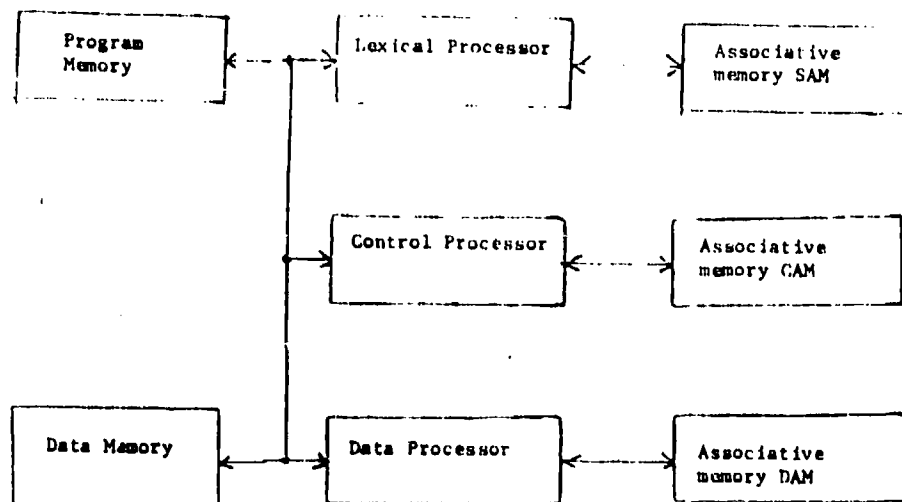 Program
Memory
Lexical Processor
Associative
memory SAM
Control Processor
Associative
memory CAM
Data Memory
Data Processor
Associative
memory DAM